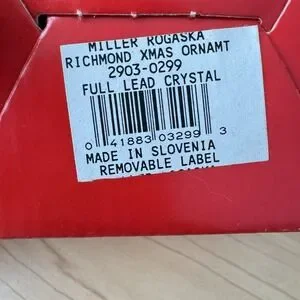 MILLER ROGASKA
RICHMOND XMAS ORNAMT
2903-0299
FULL LEAD CRYSTAL
0 41883 03299 3
MADE IN SLOVENIA
REMOVABLE LABEL